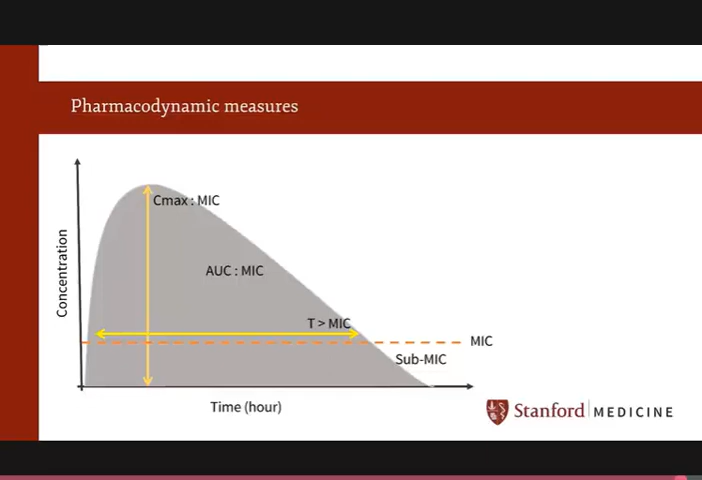 Pharmacodynamic measures
Cmax : MIC
Concentration
AUC : MIC
T > MIC
MIC
Sub-MIC
Time (hour)
Stanford MEDICINE